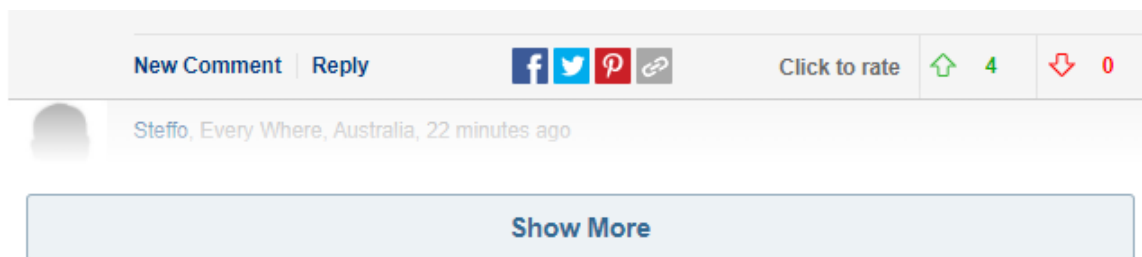 New Comment Reply Click to rate 4 0
Steffo, Every Where, Australia, 22 minutes ago
Show More